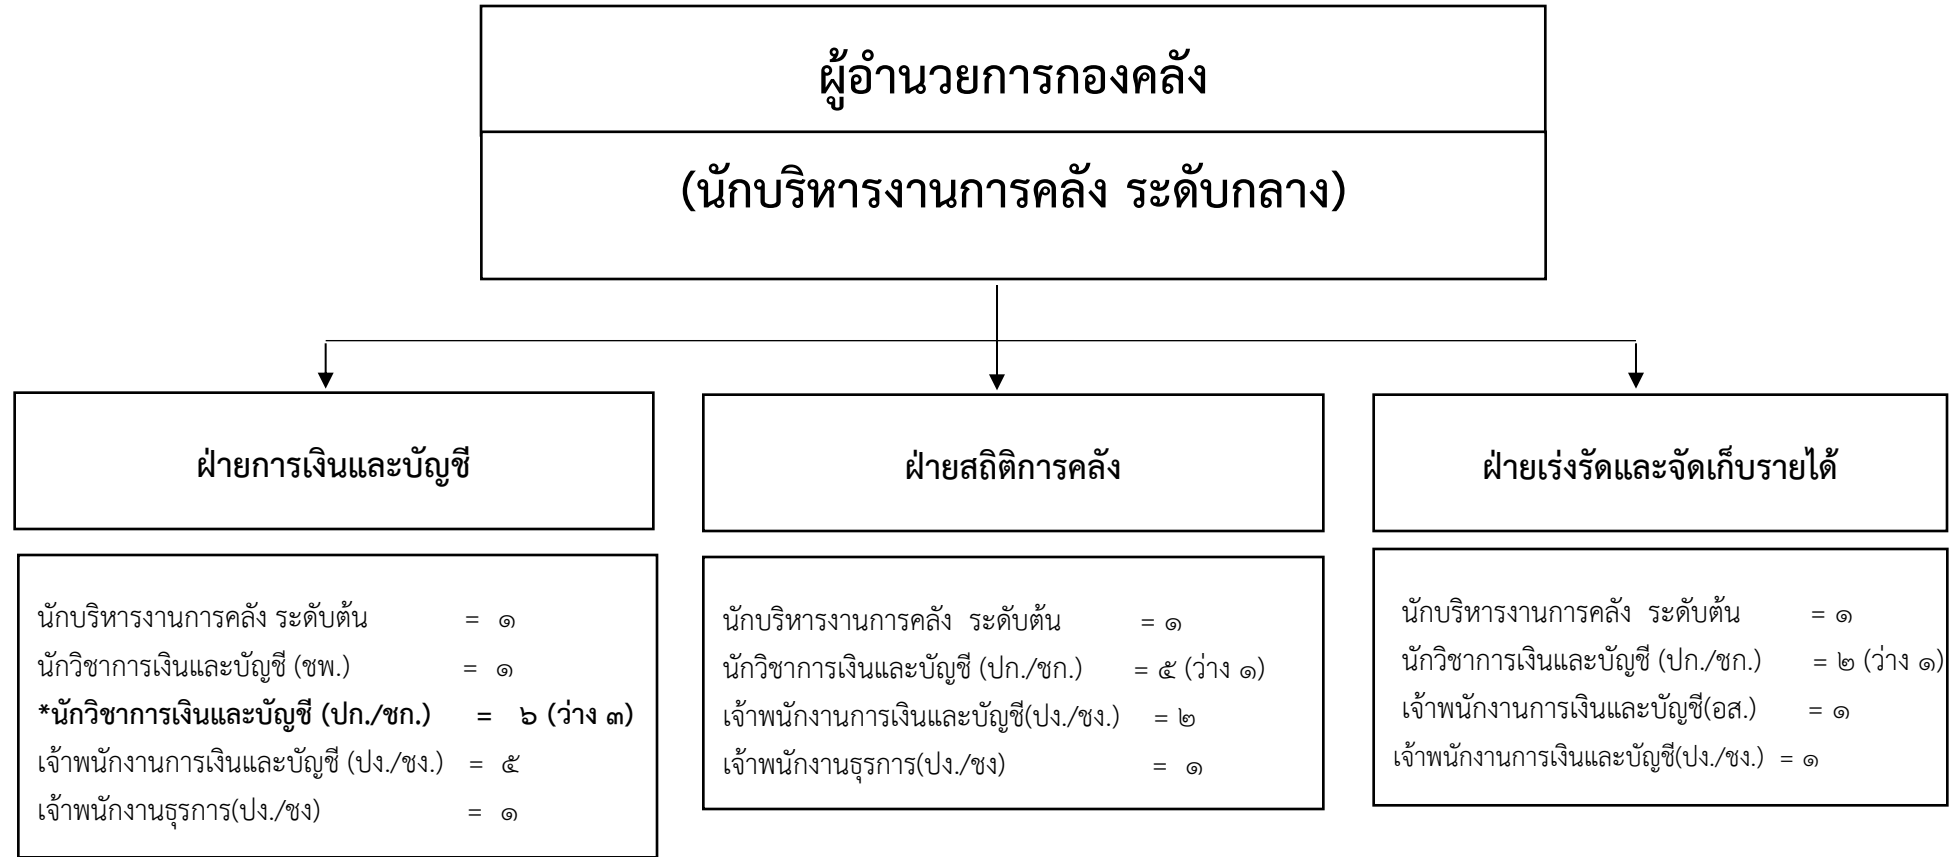 ผู้อำนวยการกองคลัง
(นักบริหารงานการคลัง ระดับกลาง)
ฝ่ายการเงินและบัญชี
นักบริหารงานการคลัง ระดับต้น = ๑
นักวิชาการเงินและบัญชี (ชพ.) = ๑
*นักวิชาการเงินและบัญชี (ปก./ชก.) = ๖ (ว่าง ๓)
เจ้าพนักงานการเงินและบัญชี (ปง./ชง.) = ๕
เจ้าพนักงานธุรการ(ปง./ชง) = ๑
ฝ่ายสถิติการคลัง
นักบริหารงานการคลัง ระดับต้น = ๑
นักวิชาการเงินและบัญชี (ปก./ชก.) = ๕ (ว่าง ๑)
เจ้าพนักงานการเงินและบัญชี(ปง./ชง.) = ๒
เจ้าพนักงานธุรการ(ปง./ชง) = ๑
ฝ่ายเร่งรัดและจัดเก็บรายได้
นักบริหารงานการคลัง ระดับต้น = ๑
นักวิชาการเงินและบัญชี (ปก./ชก.) = ๒ (ว่าง ๑)
เจ้าพนักงานการเงินและบัญชี(อส.) = ๑
เจ้าพนักงานการเงินและบัญชี(ปง./ชง.) = ๑